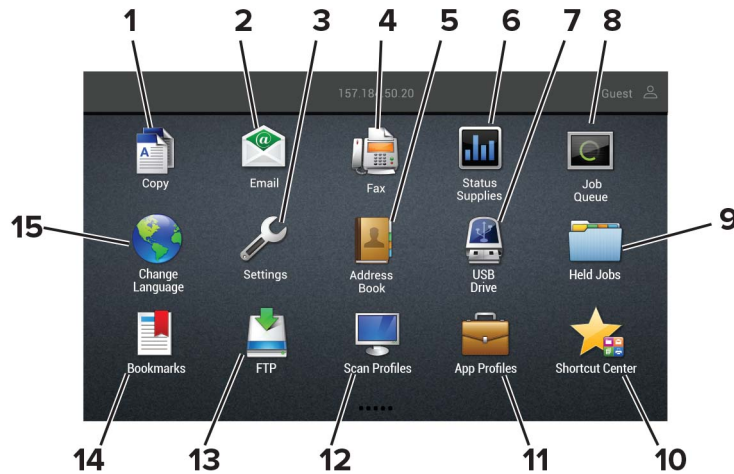 1 2 3 4 5 6 7 8
157.184.50.20 Guest
Copy Email Fax Status Supplies Job Queue
15 9
Change Language Settings Address Book USB Drive Held Jobs
Bookmarks FTP Scan Profiles App Profiles Shortcut Center
14 13 12 11 10